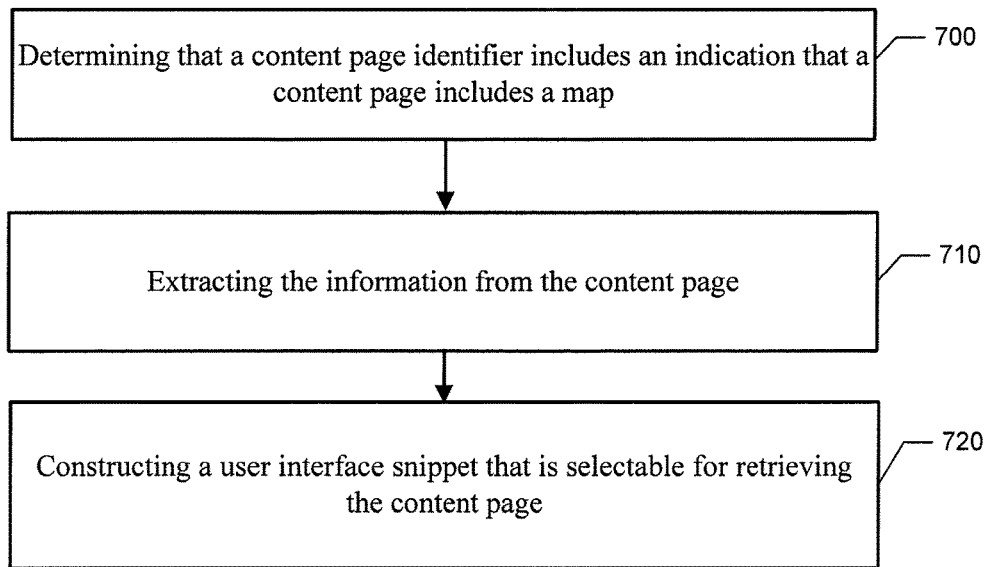 Determining that a content page identifier includes an indication that a
content page includes a map
700
Extracting the information from the content page
710
Constructing a user interface snippet that is selectable for retrieving
the content page
720